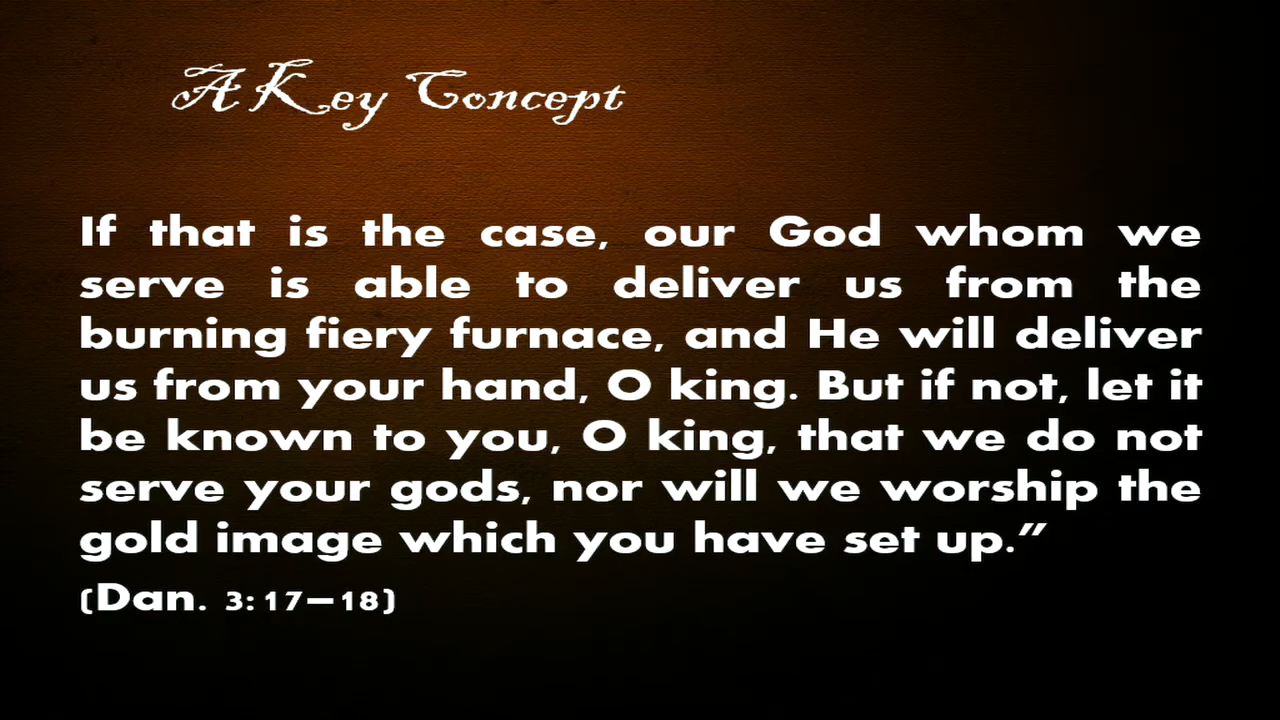 A Key Concept
If that is the case, our God whom we
serve is able to deliver us from the
burning fiery furnace, and He will deliver
us from your hand, O king. But if not, let it
be known to you, O king, that we do not
serve your gods, nor will we worship the
gold image which you have set up.”
(Dan. 3:17–18)